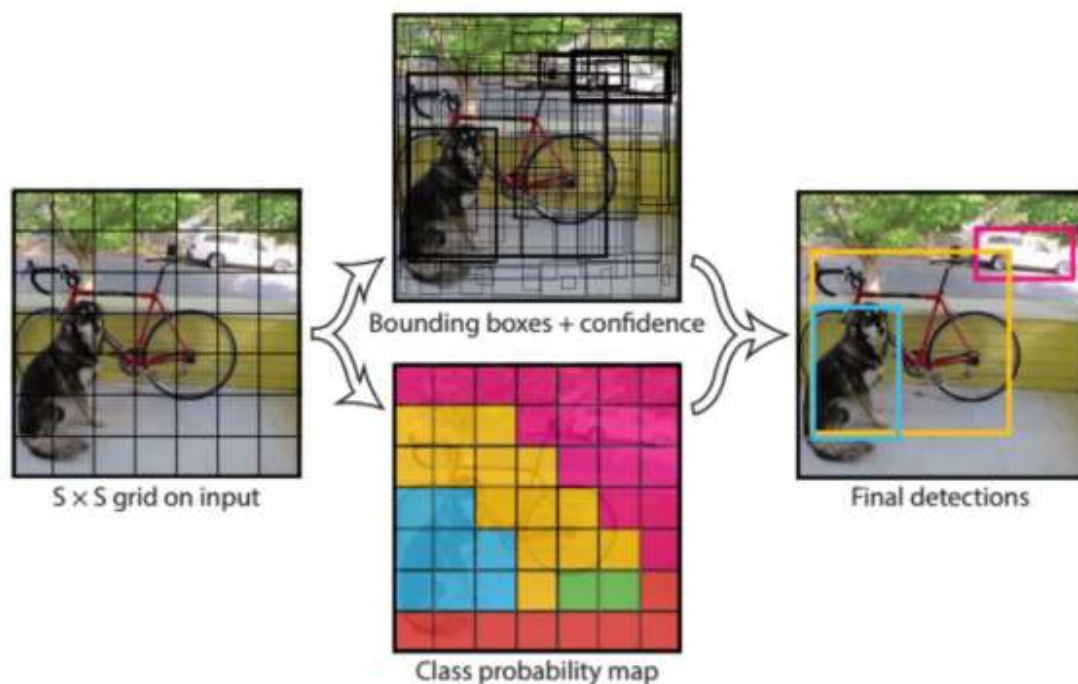 S × S grid on input
Bounding boxes + confidence
Class probability map
Final detections